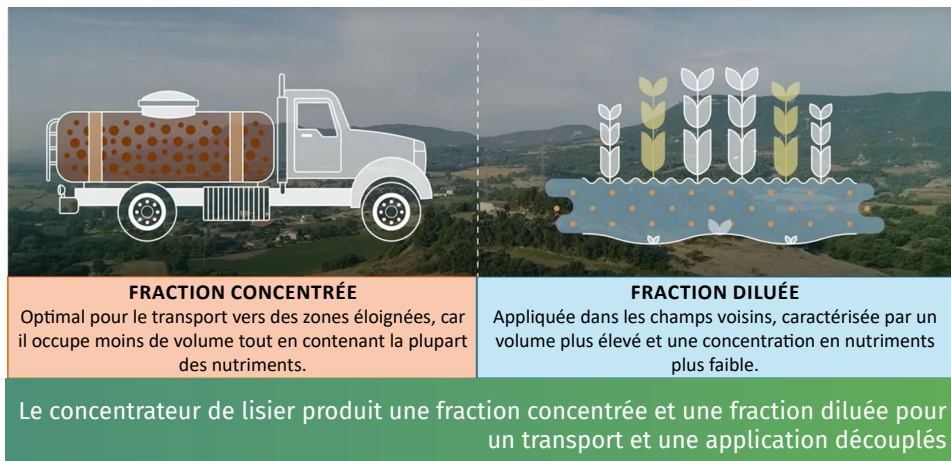 FRACTION CONCENTRÉE
Optimal pour le transport vers des zones éloignées, car
il occupe moins de volume tout en contenant la plupart
des nutriments.
FRACTION DILUÉE
Appliquée dans les champs voisins, caractérisée par un
volume plus élevé et une concentration en nutriments
plus faible.
Le concentrateur de lisier produit une fraction concentrée et une fraction diluée pour
un transport et une application découplés